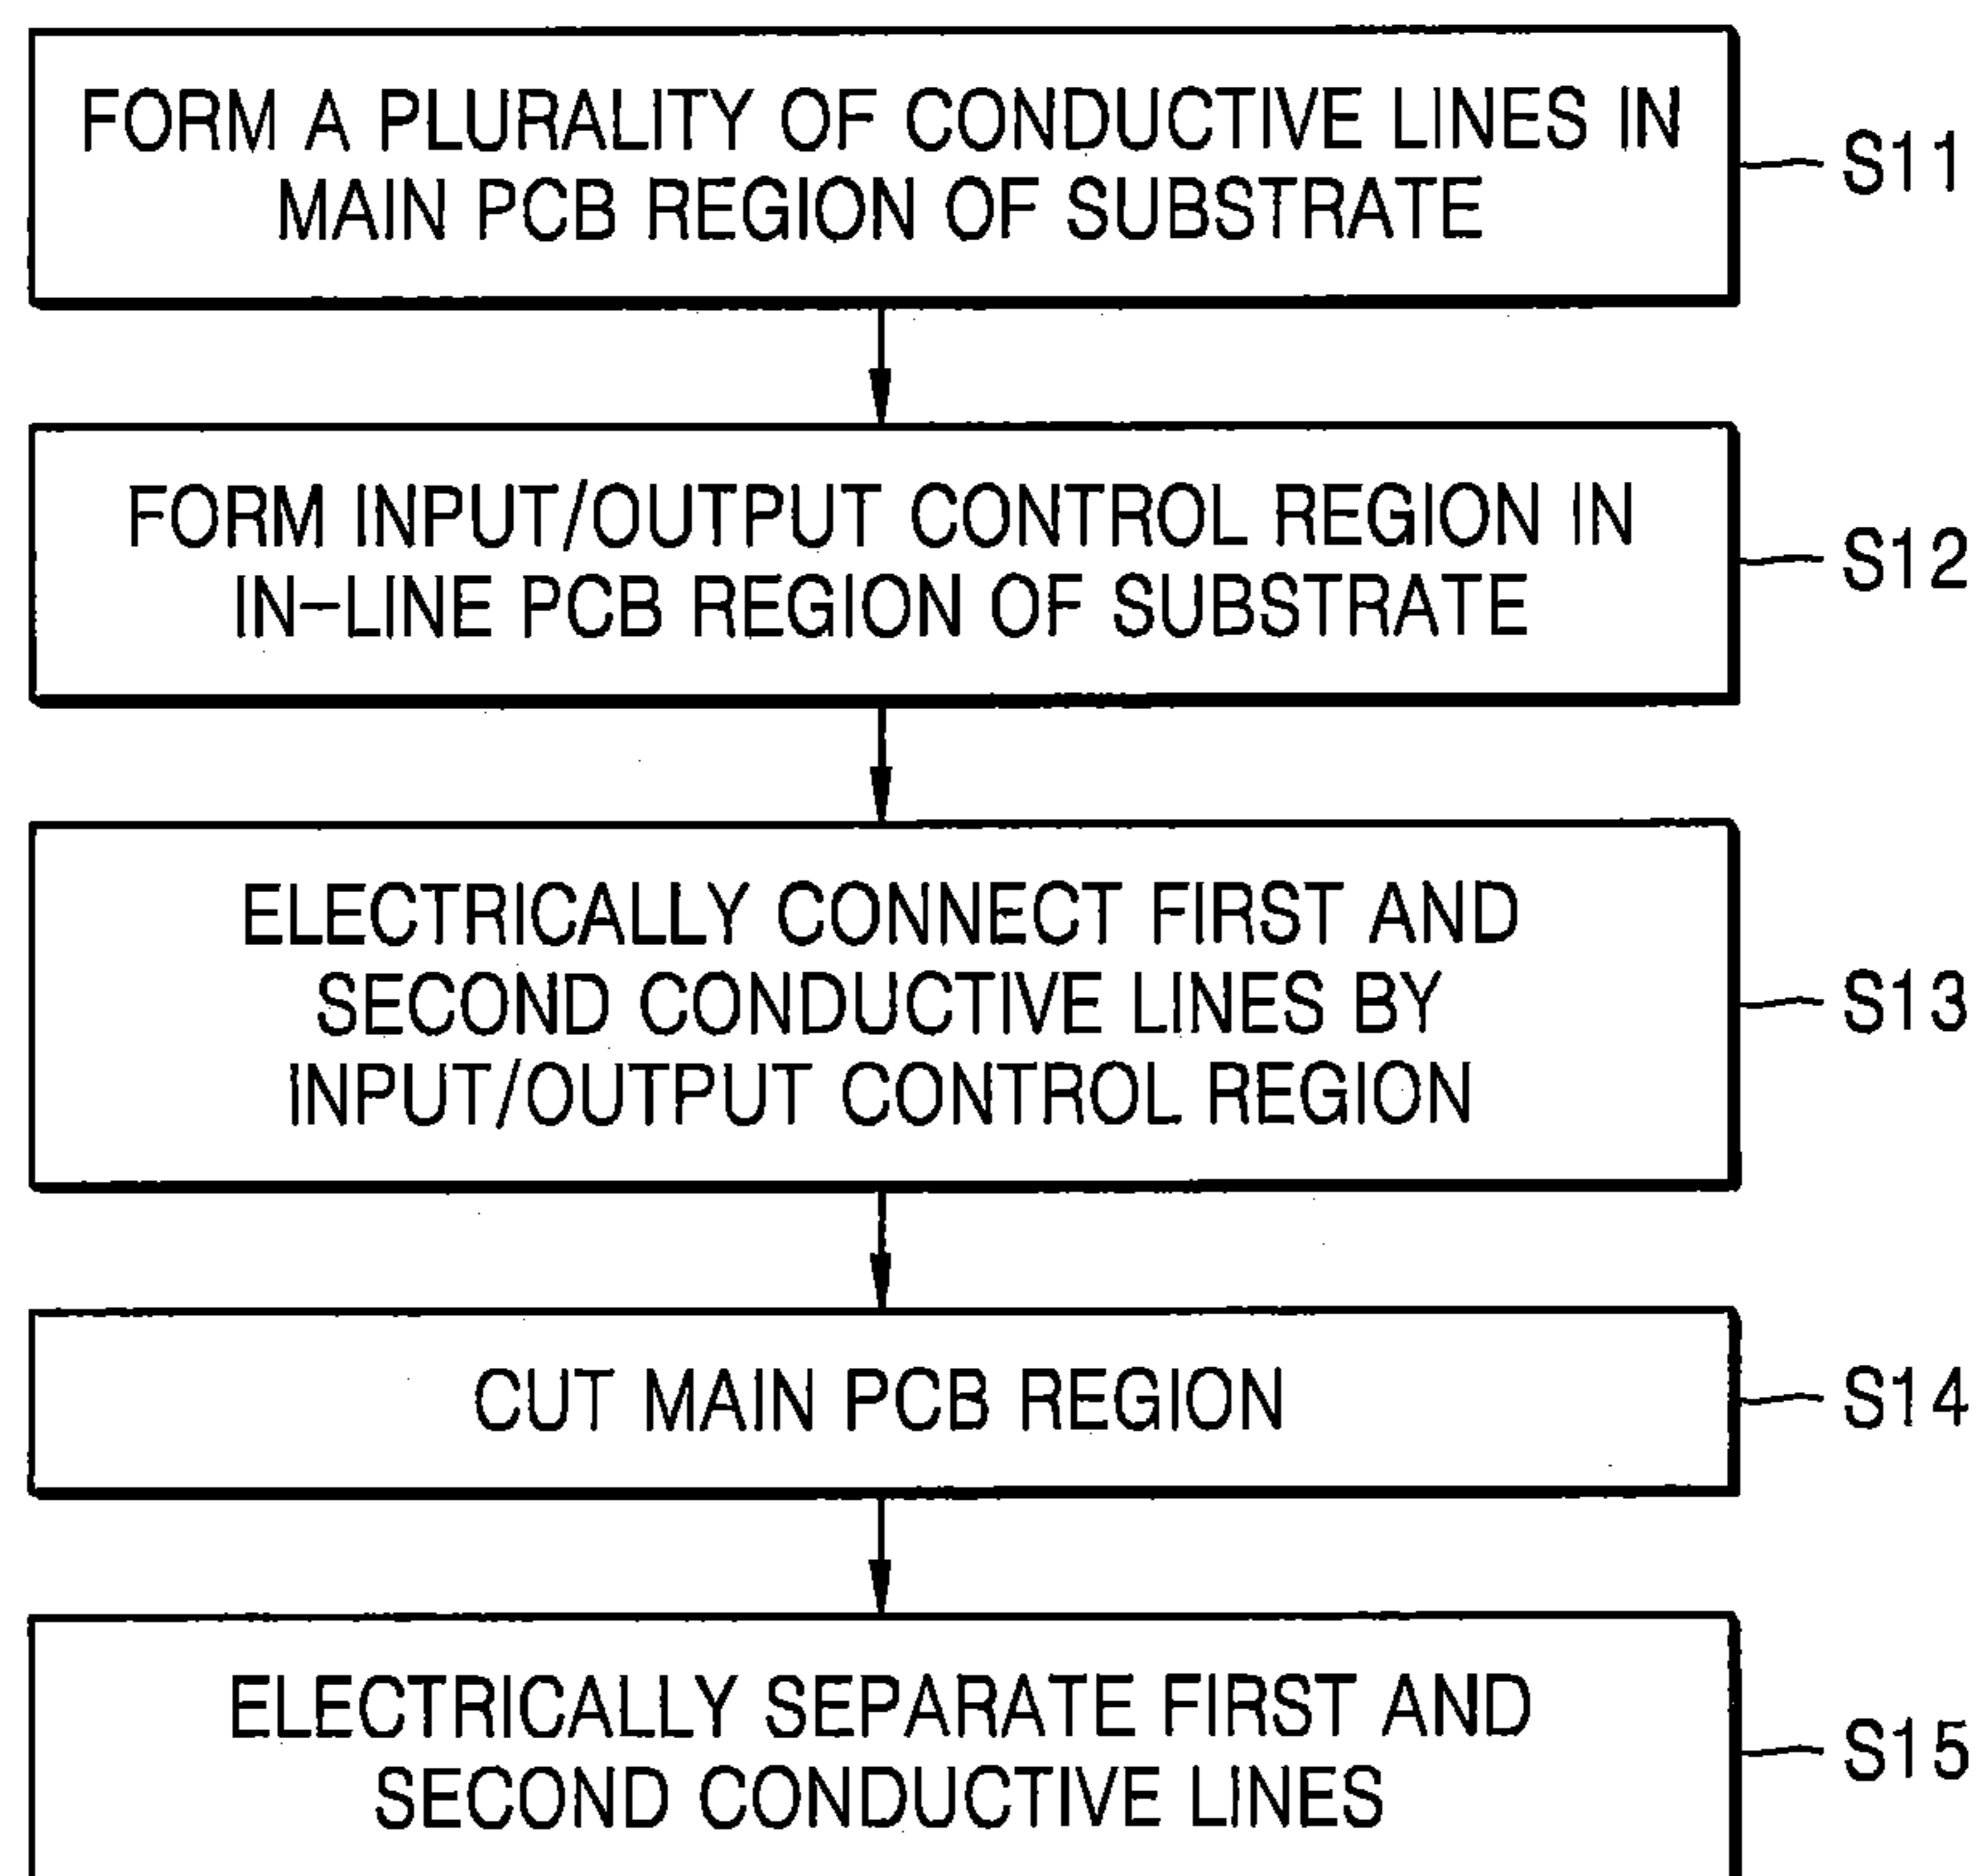 FORM A PLURALITY OF CONDUCTIVE LINES IN
MAIN PCB REGION OF SUBSTRATE
S11
FORM INPUT/OUTPUT CONTROL REGION IN
IN-LINE PCB REGION OF SUBSTRATE
S12
ELECTRICALLY CONNECT FIRST AND
SECOND CONDUCTIVE LINES BY
INPUT/OUTPUT CONTROL REGION
S13
CUT MAIN PCB REGION
S14
ELECTRICALLY SEPARATE FIRST AND
SECOND CONDUCTIVE LINES
S15